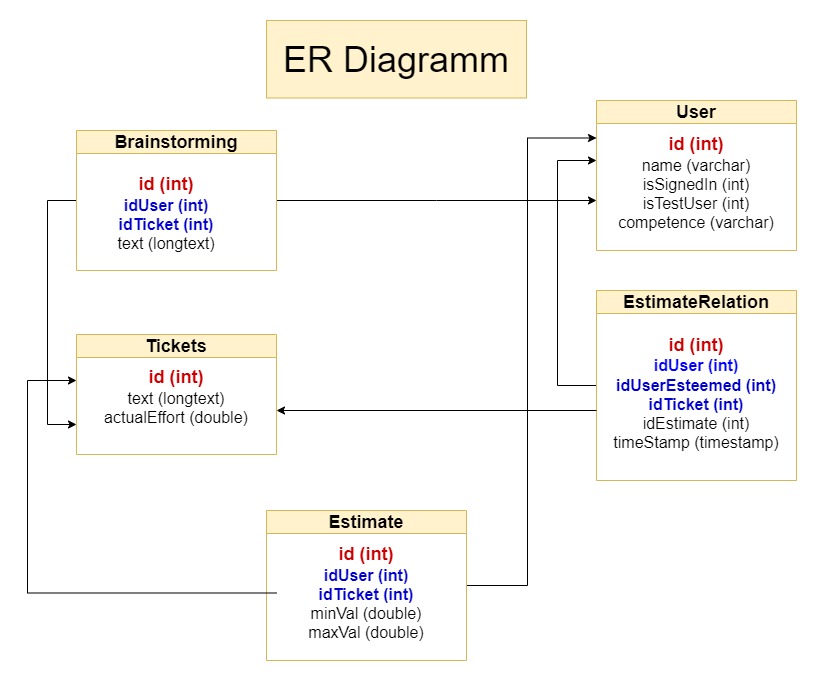 ER Diagramm
Brainstorming
id (int)
idUser (int)
idTicket (int)
text (longtext)
User
id (int)
name (varchar)
isSignedIn (int)
isTestUser (int)
competence (varchar)
Tickets
id (int)
text (longtext)
actualEffort (double)
EstimateRelation
id (int)
idUser (int)
idUserEsteemed (int)
idTicket (int)
idEstimate (int)
timeStamp (timestamp)
Estimate
id (int)
idUser (int)
idTicket (int)
minVal (double)
maxVal (double)